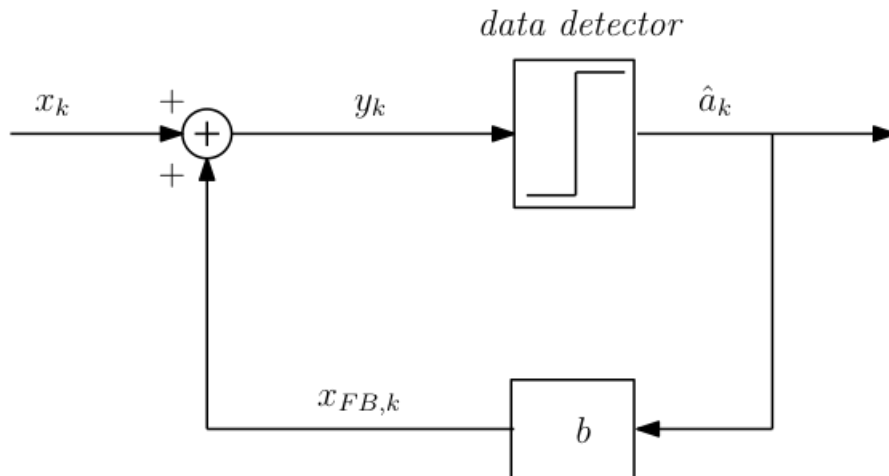 data detector
x_k
+
y_k
â_k
+
+
x_{FB,k}
b